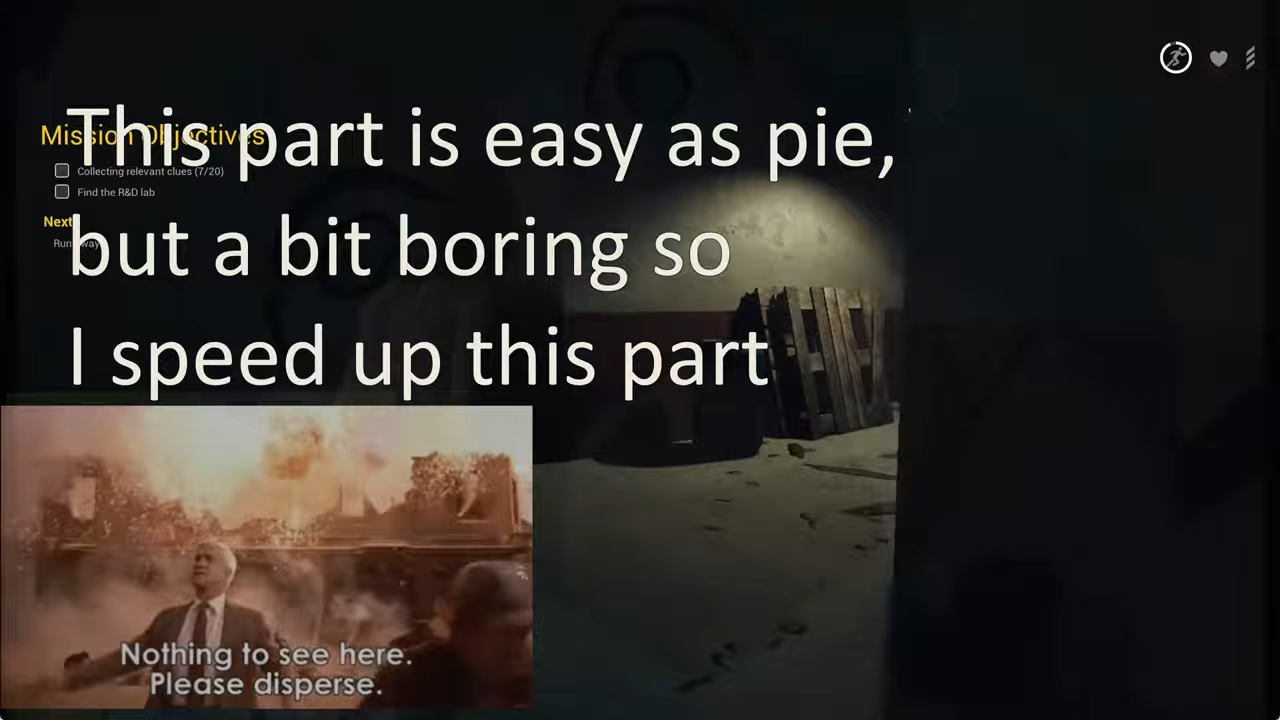 This part is easy as pie,
but a bit boring so
I speed up this part
Mission Objectives
Collecting relevant clues (7/20)
Find the R&D lab
Next
Nothing to see here.
Please disperse.